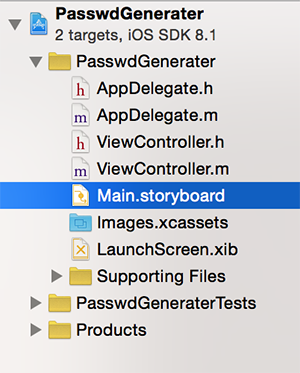 PasswdGenerater
2 targets, iOS SDK 8.1
PasswdGenerater
h AppDelegate.h
m AppDelegate.m
h ViewController.h
m ViewController.m
Main.storyboard
Images.xcassets
LaunchScreen.xib
Supporting Files
PasswdGeneraterTests
Products